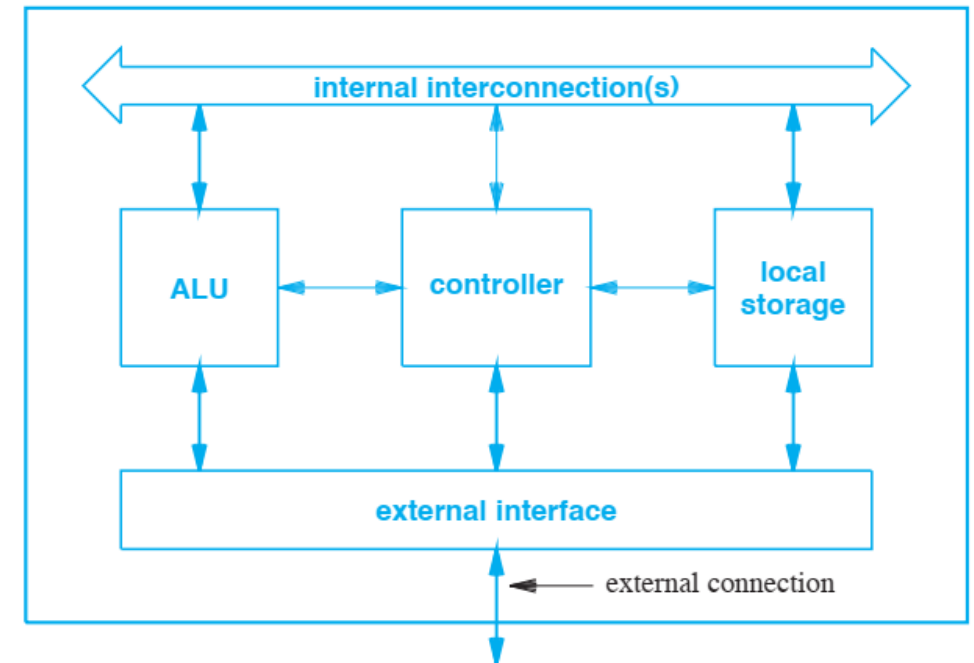 internal interconnection(s)
ALU
controller
local
storage
external interface
external connection